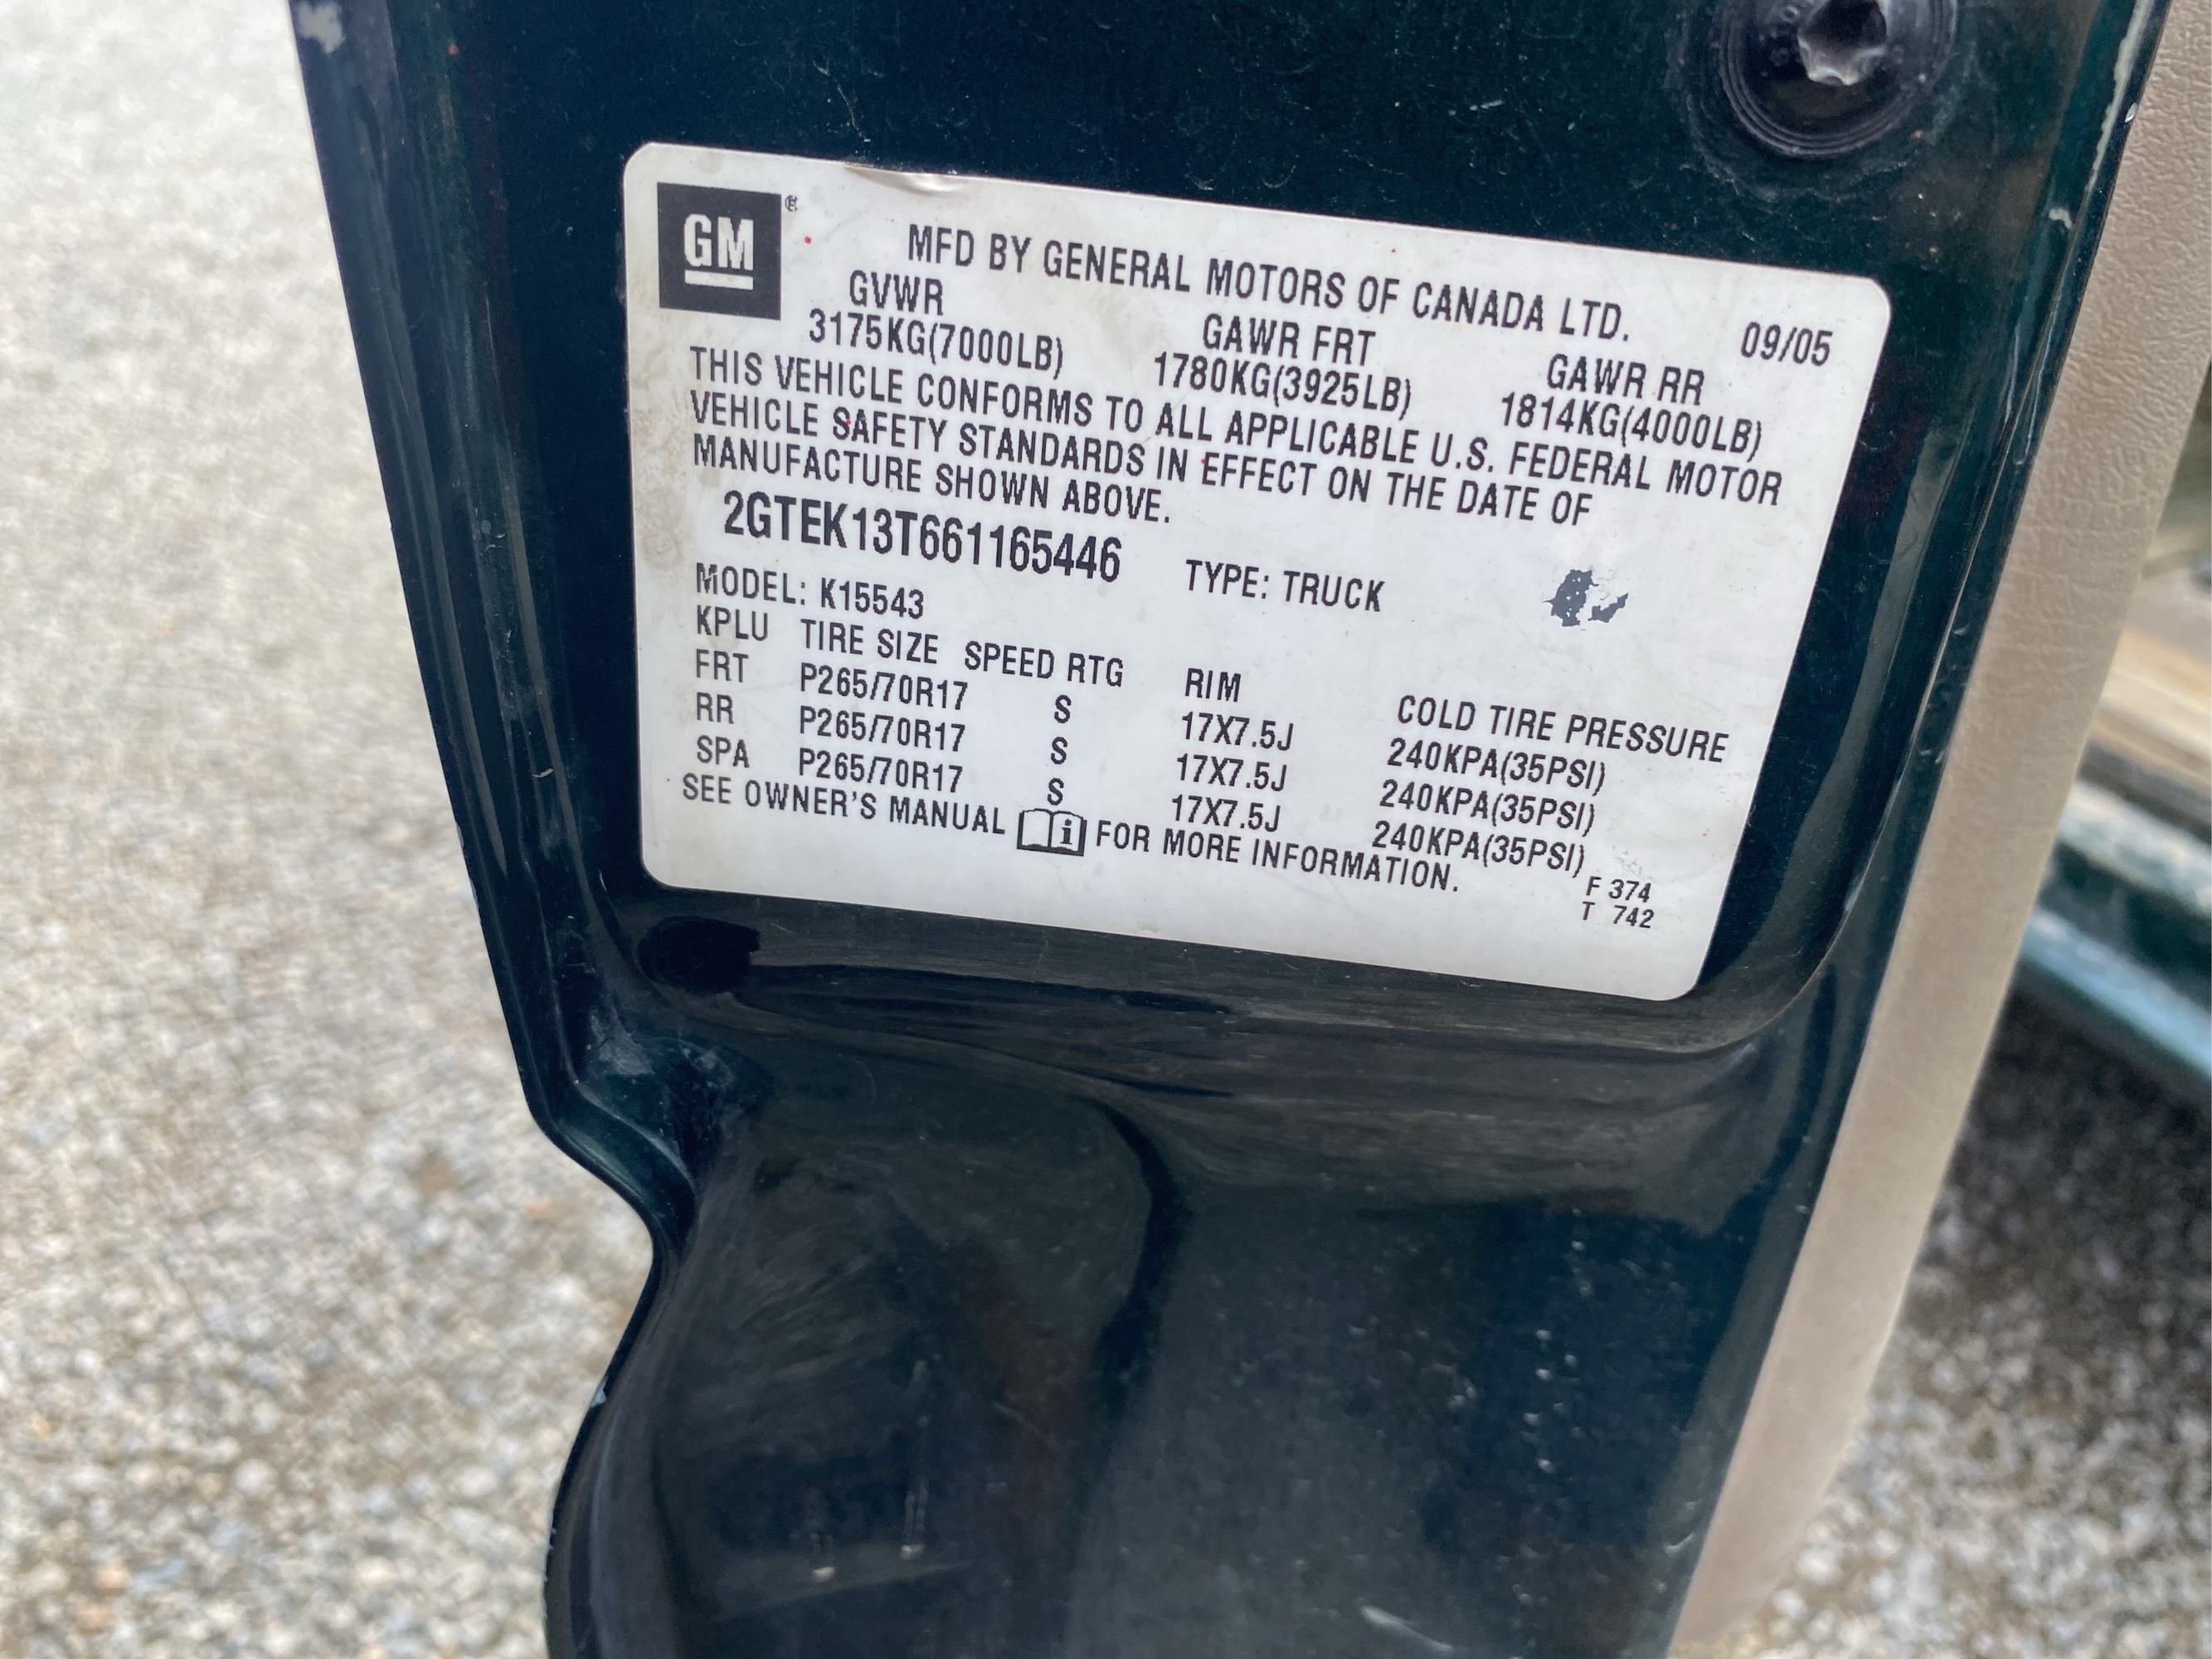 GM®
MFD BY GENERAL MOTORS OF CANADA LTD. 09/05
GVWR GAWR FRT GAWR RR
3175KG(7000LB) 1780KG(3925LB) 1814KG(4000LB)
THIS VEHICLE CONFORMS TO ALL APPLICABLE U.S. FEDERAL MOTOR
VEHICLE SAFETY STANDARDS IN EFFECT ON THE DATE OF
MANUFACTURE SHOWN ABOVE.
2GTEK13T661165446 TYPE: TRUCK
MODEL: K15543
KPLU TIRE SIZE SPEED RTG RIM COLD TIRE PRESSURE
FRT P265/70R17 S 17X7.5J 240KPA(35PSI)
RR P265/70R17 S 17X7.5J 240KPA(35PSI)
SPA P265/70R17 S 17X7.5J 240KPA(35PSI)
SEE OWNER'S MANUAL i FOR MORE INFORMATION.
F 374
T 742